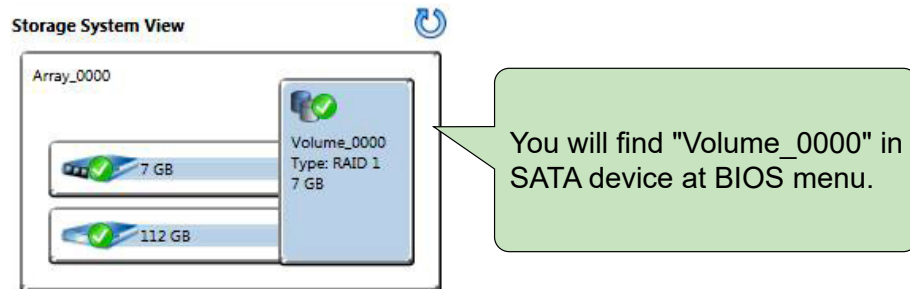 Storage System View
Array_0000
Volume_0000
Type: RAID 1
7 GB
7 GB
112 GB
You will find "Volume_0000" in
SATA device at BIOS menu.